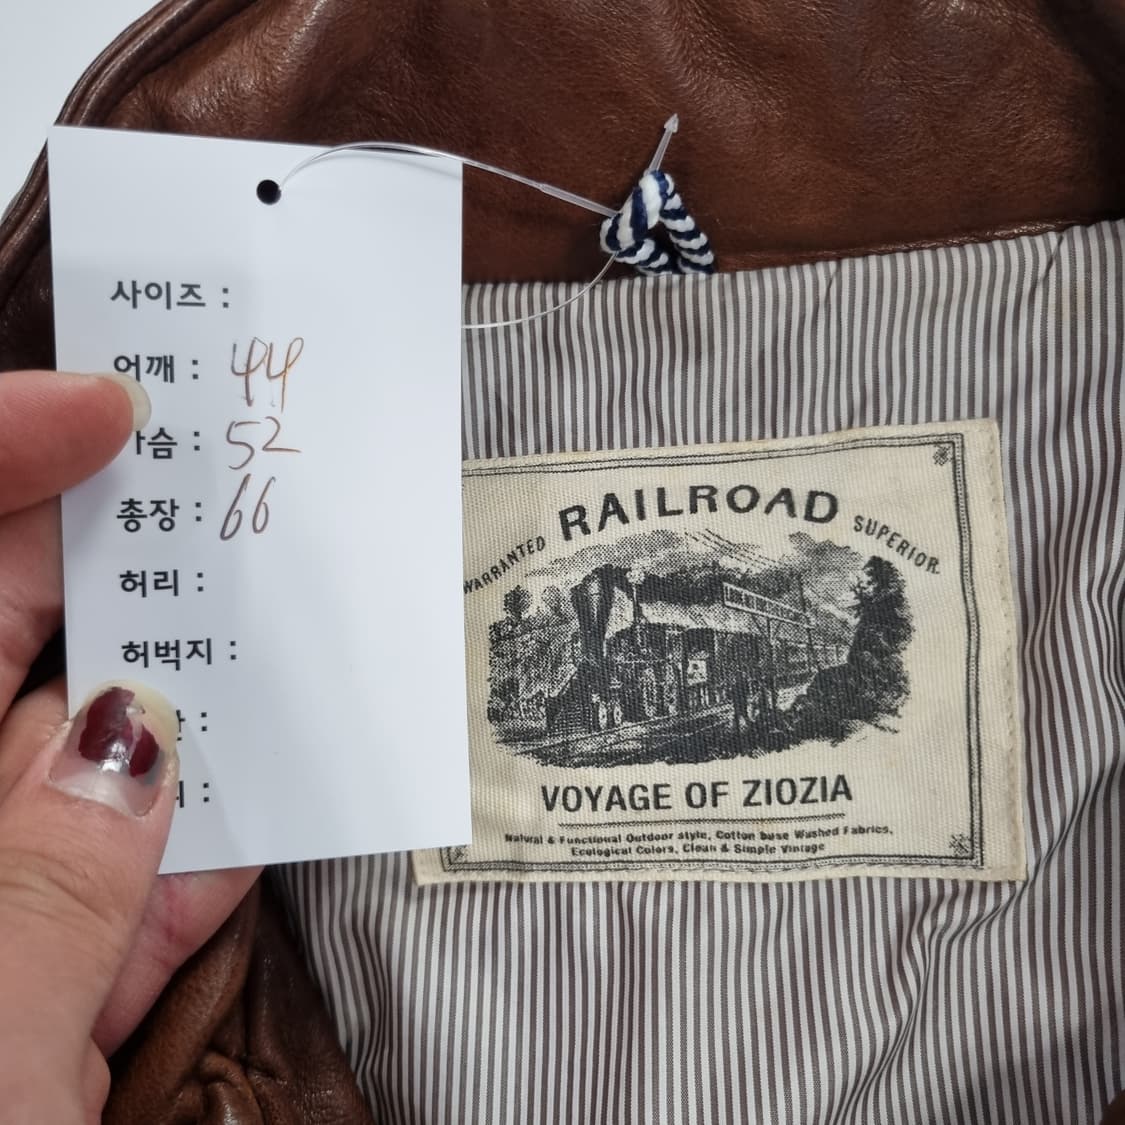 사이즈 :
어깨 : 44
가슴 : 52
총장 : 66
허리 :
허벅지 :
:
:
WARRANTED RAILROAD SUPERIOR.
VOYAGE OF ZIOZIA
Natural & Functional Outdoor style, Cotton base Washed Fabrics,
Ecological Colors, Clean & Simple Vintage